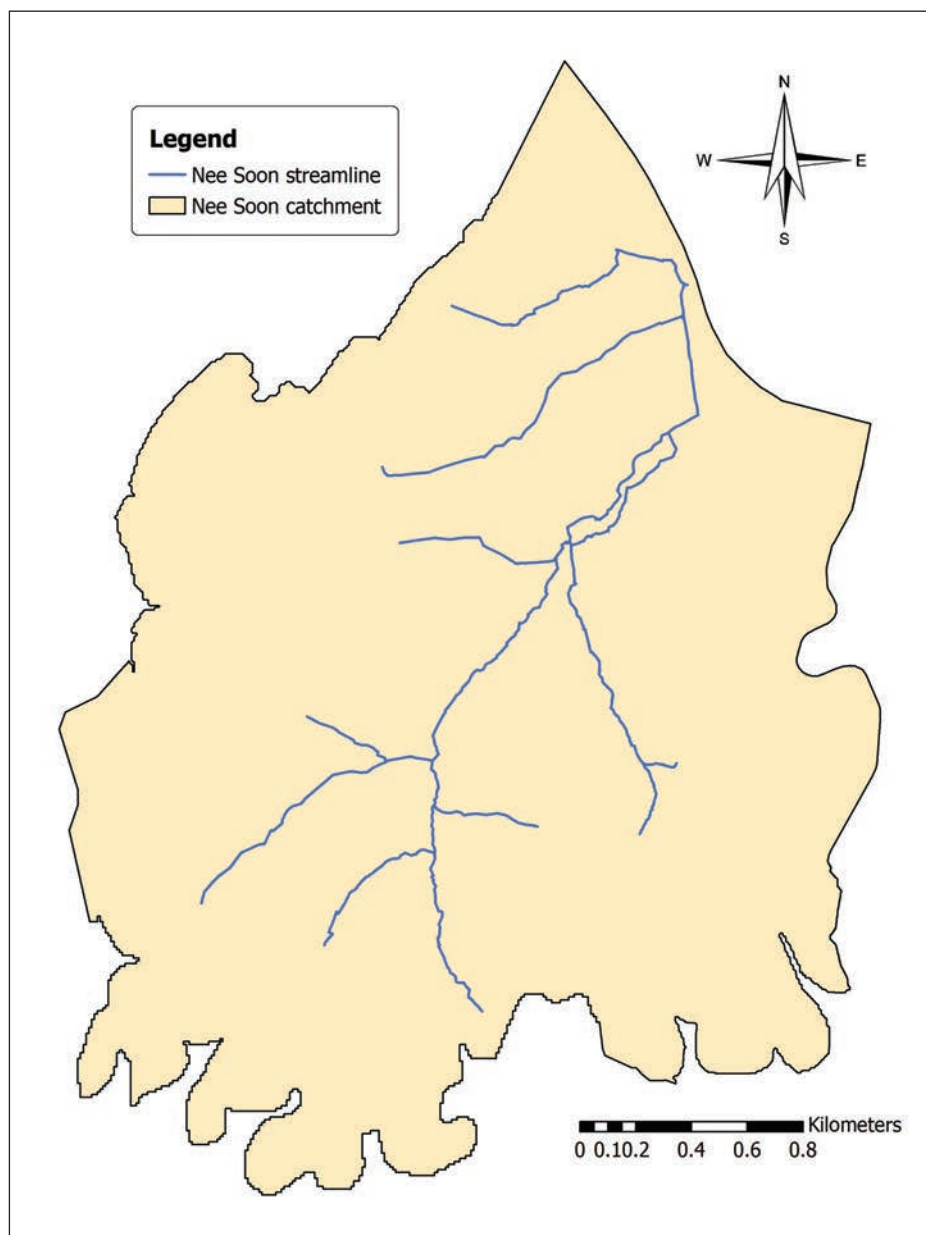 Legend
Nee Soon streamline
Nee Soon catchment
N
W E
S
Kilometers
0 0.10.2 0.4 0.6 0.8